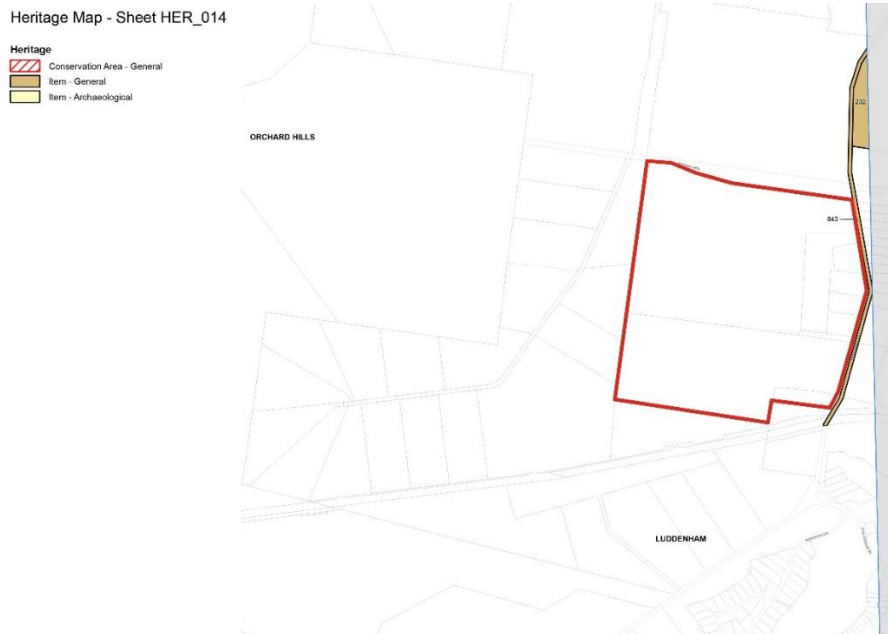 Heritage Map - Sheet HER_014
Heritage
Conservation Area - General
Item - General
Item - Archaeological
232
ORCHARD HILLS
843
LUDDENHAM